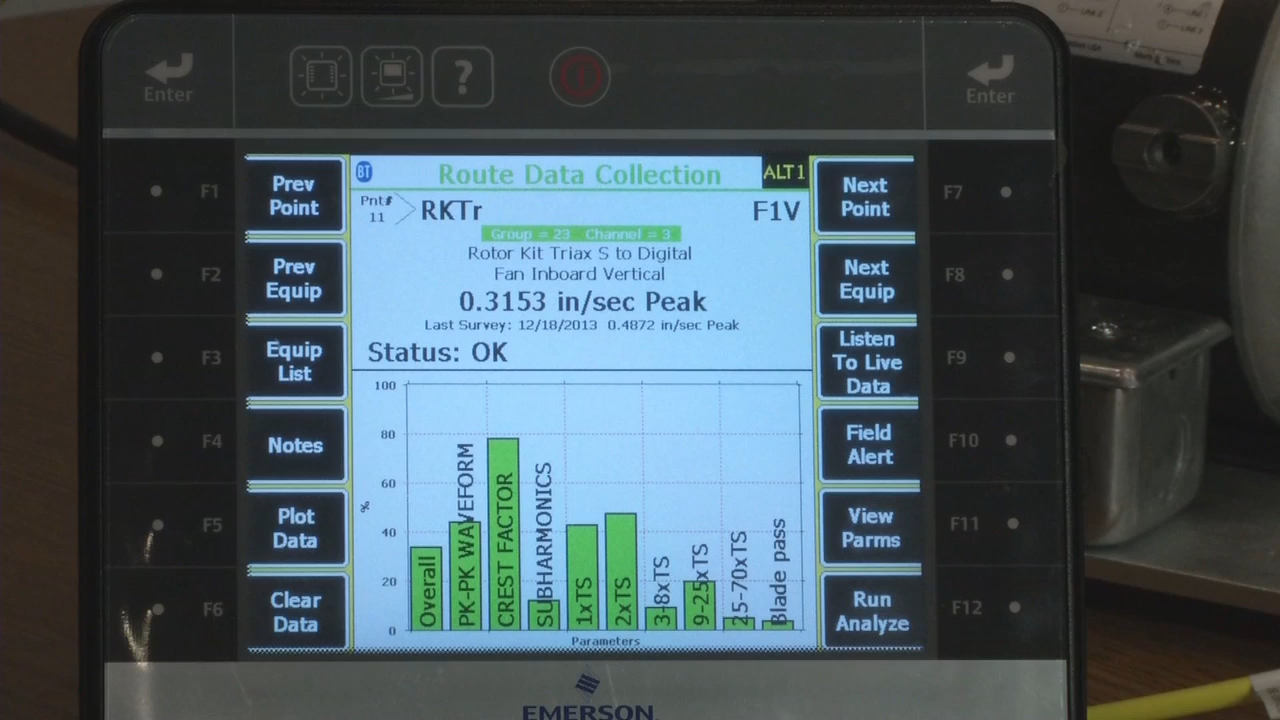 Enter
?
Enter
F1
F2
F3
F4
F5
F6
Prev
Point
Prev
Equip
Equip
List
Notes
Plot
Data
Clear
Data
BT
Route Data Collection
ALT1
Pnt#
11
RKTr
F1V
Group = 23 Channel = 3
Rotor Kit Triax S to Digital
Fan Inboard Vertical
0.3153 in/sec Peak
Last Survey: 12/18/2013 0.4872 in/sec Peak
Status: OK
100
80
60
40
20
0
%
Overall
PK-PK WAVEFORM
CREST FACTOR
SUBHARMONICS
1xTS
2xTS
3-8xTS
9-25xTS
25-70xTS
Blade pass
Parameters
Next
Point
Next
Equip
Listen
To Live
Data
Field
Alert
View
Parms
Run
Analyze
F7
F8
F9
F10
F11
F12
EMERSON